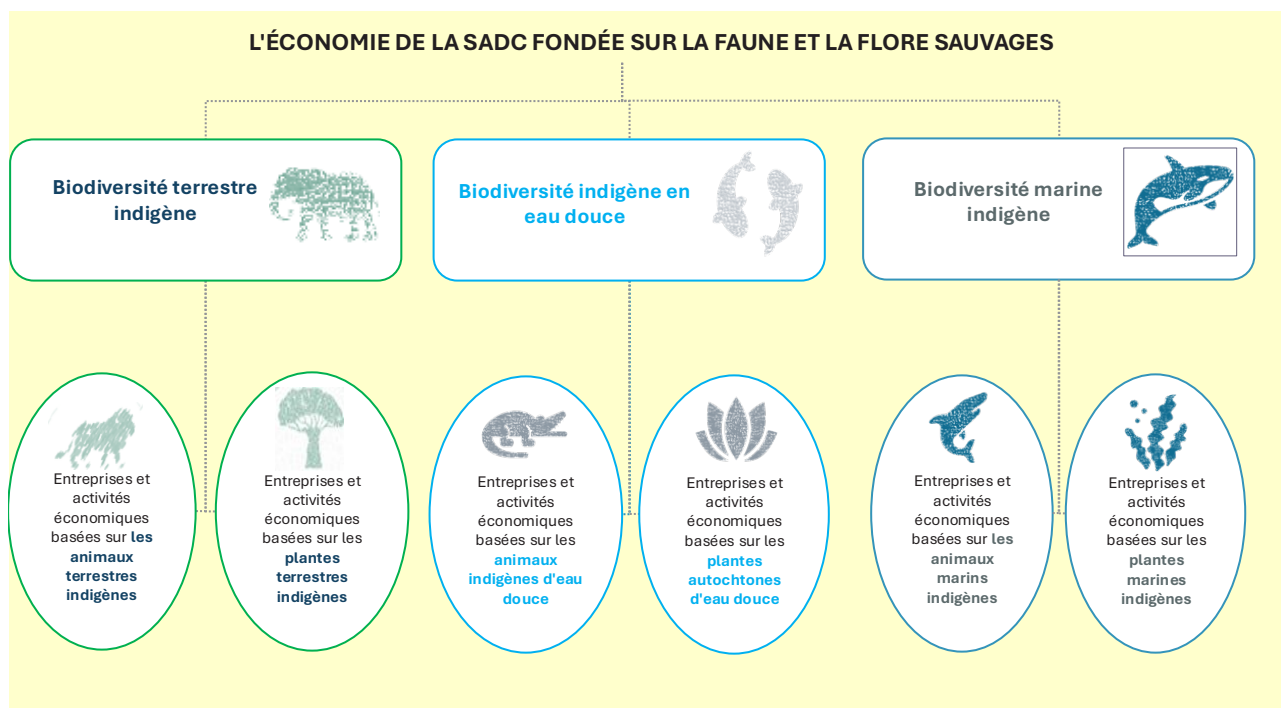 L'ÉCONOMIE DE LA SADC FONDÉE SUR LA FAUNE ET LA FLORE SAUVAGES
Biodiversité terrestre
indigène
Biodiversité indigène en
eau douce
Biodiversité marine
indigène
Entreprises et
activités
économiques
basées sur les
animaux
terrestres
indigènes
Entreprises et
activités
économiques
basées sur les
plantes
terrestres
indigènes
Entreprises et
activités
économiques
basées sur les
animaux
indigènes d'eau
douce
Entreprises et
activités
économiques
basées sur les
plantes
autochtones
d'eau douce
Entreprises et
activités
économiques
basées sur les
animaux
marins
indigènes
Entreprises et
activités
économiques
basées sur les
plantes
marines
indigènes